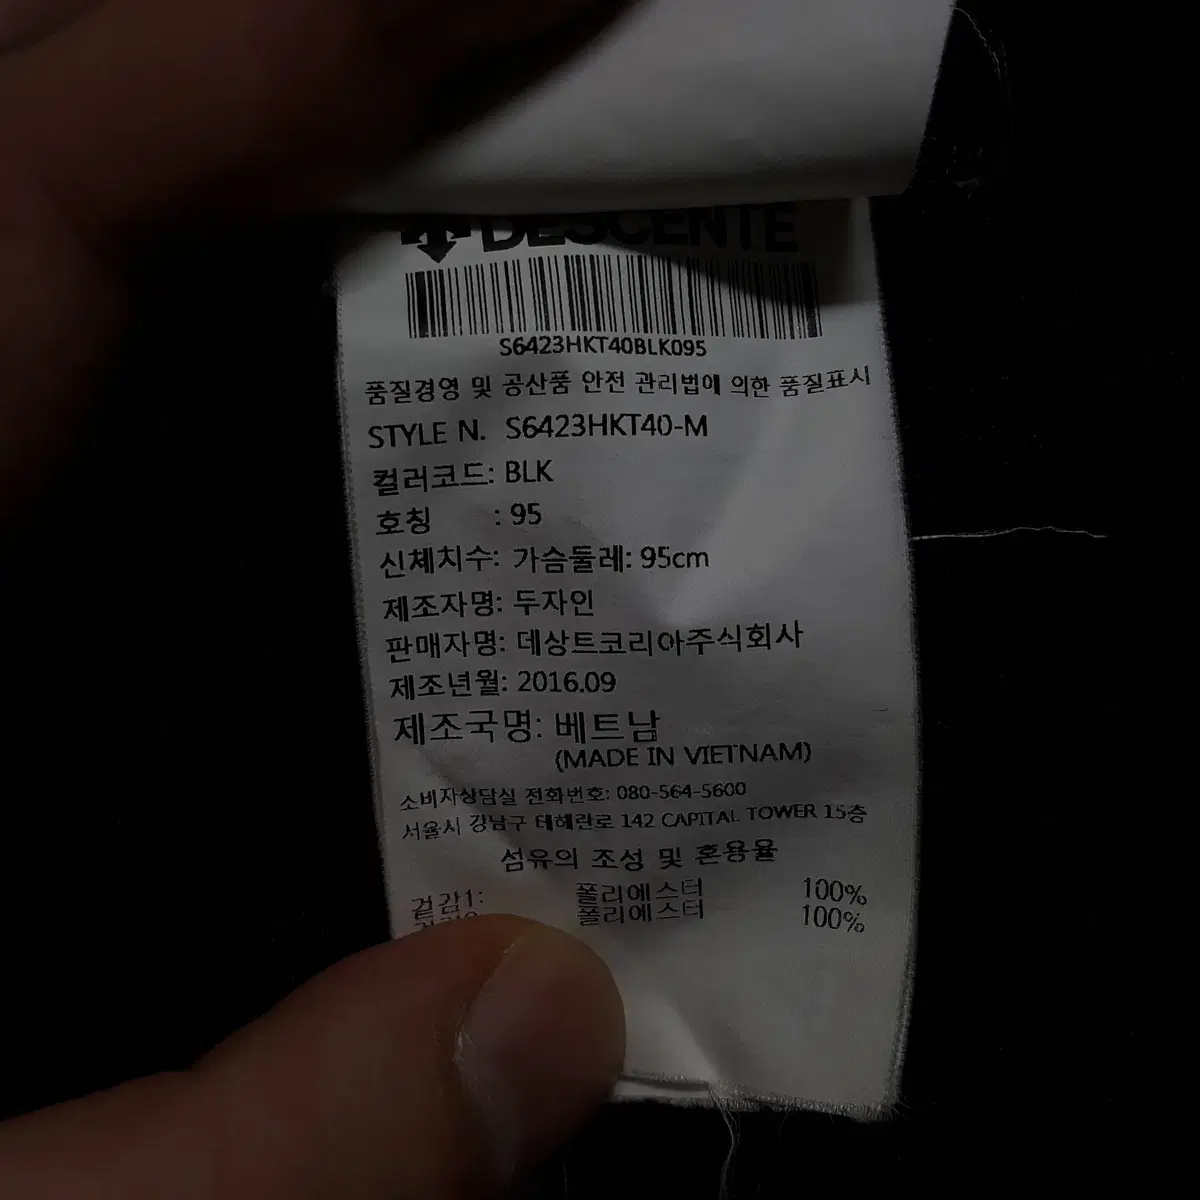 DESCENTE
S6423HKT40BLK095
품질경영 및 공산품 안전 관리법에 의한 품질표시
STYLE N. S6423HKT40-M
컬러코드: BLK
호칭 : 95
신체치수: 가슴둘레: 95cm
제조자명: 두자인
판매자명: 데상트코리아주식회사
제조년월: 2016.09
제조국명: 베트남
(MADE IN VIETNAM)
소비자상담실 전화번호: 080-564-5600
서울시 강남구 테헤란로 142 CAPITAL TOWER 15층
섬유의 조성 및 혼용율
겉감1: 폴리에스터 100%
폴리에스터 100%